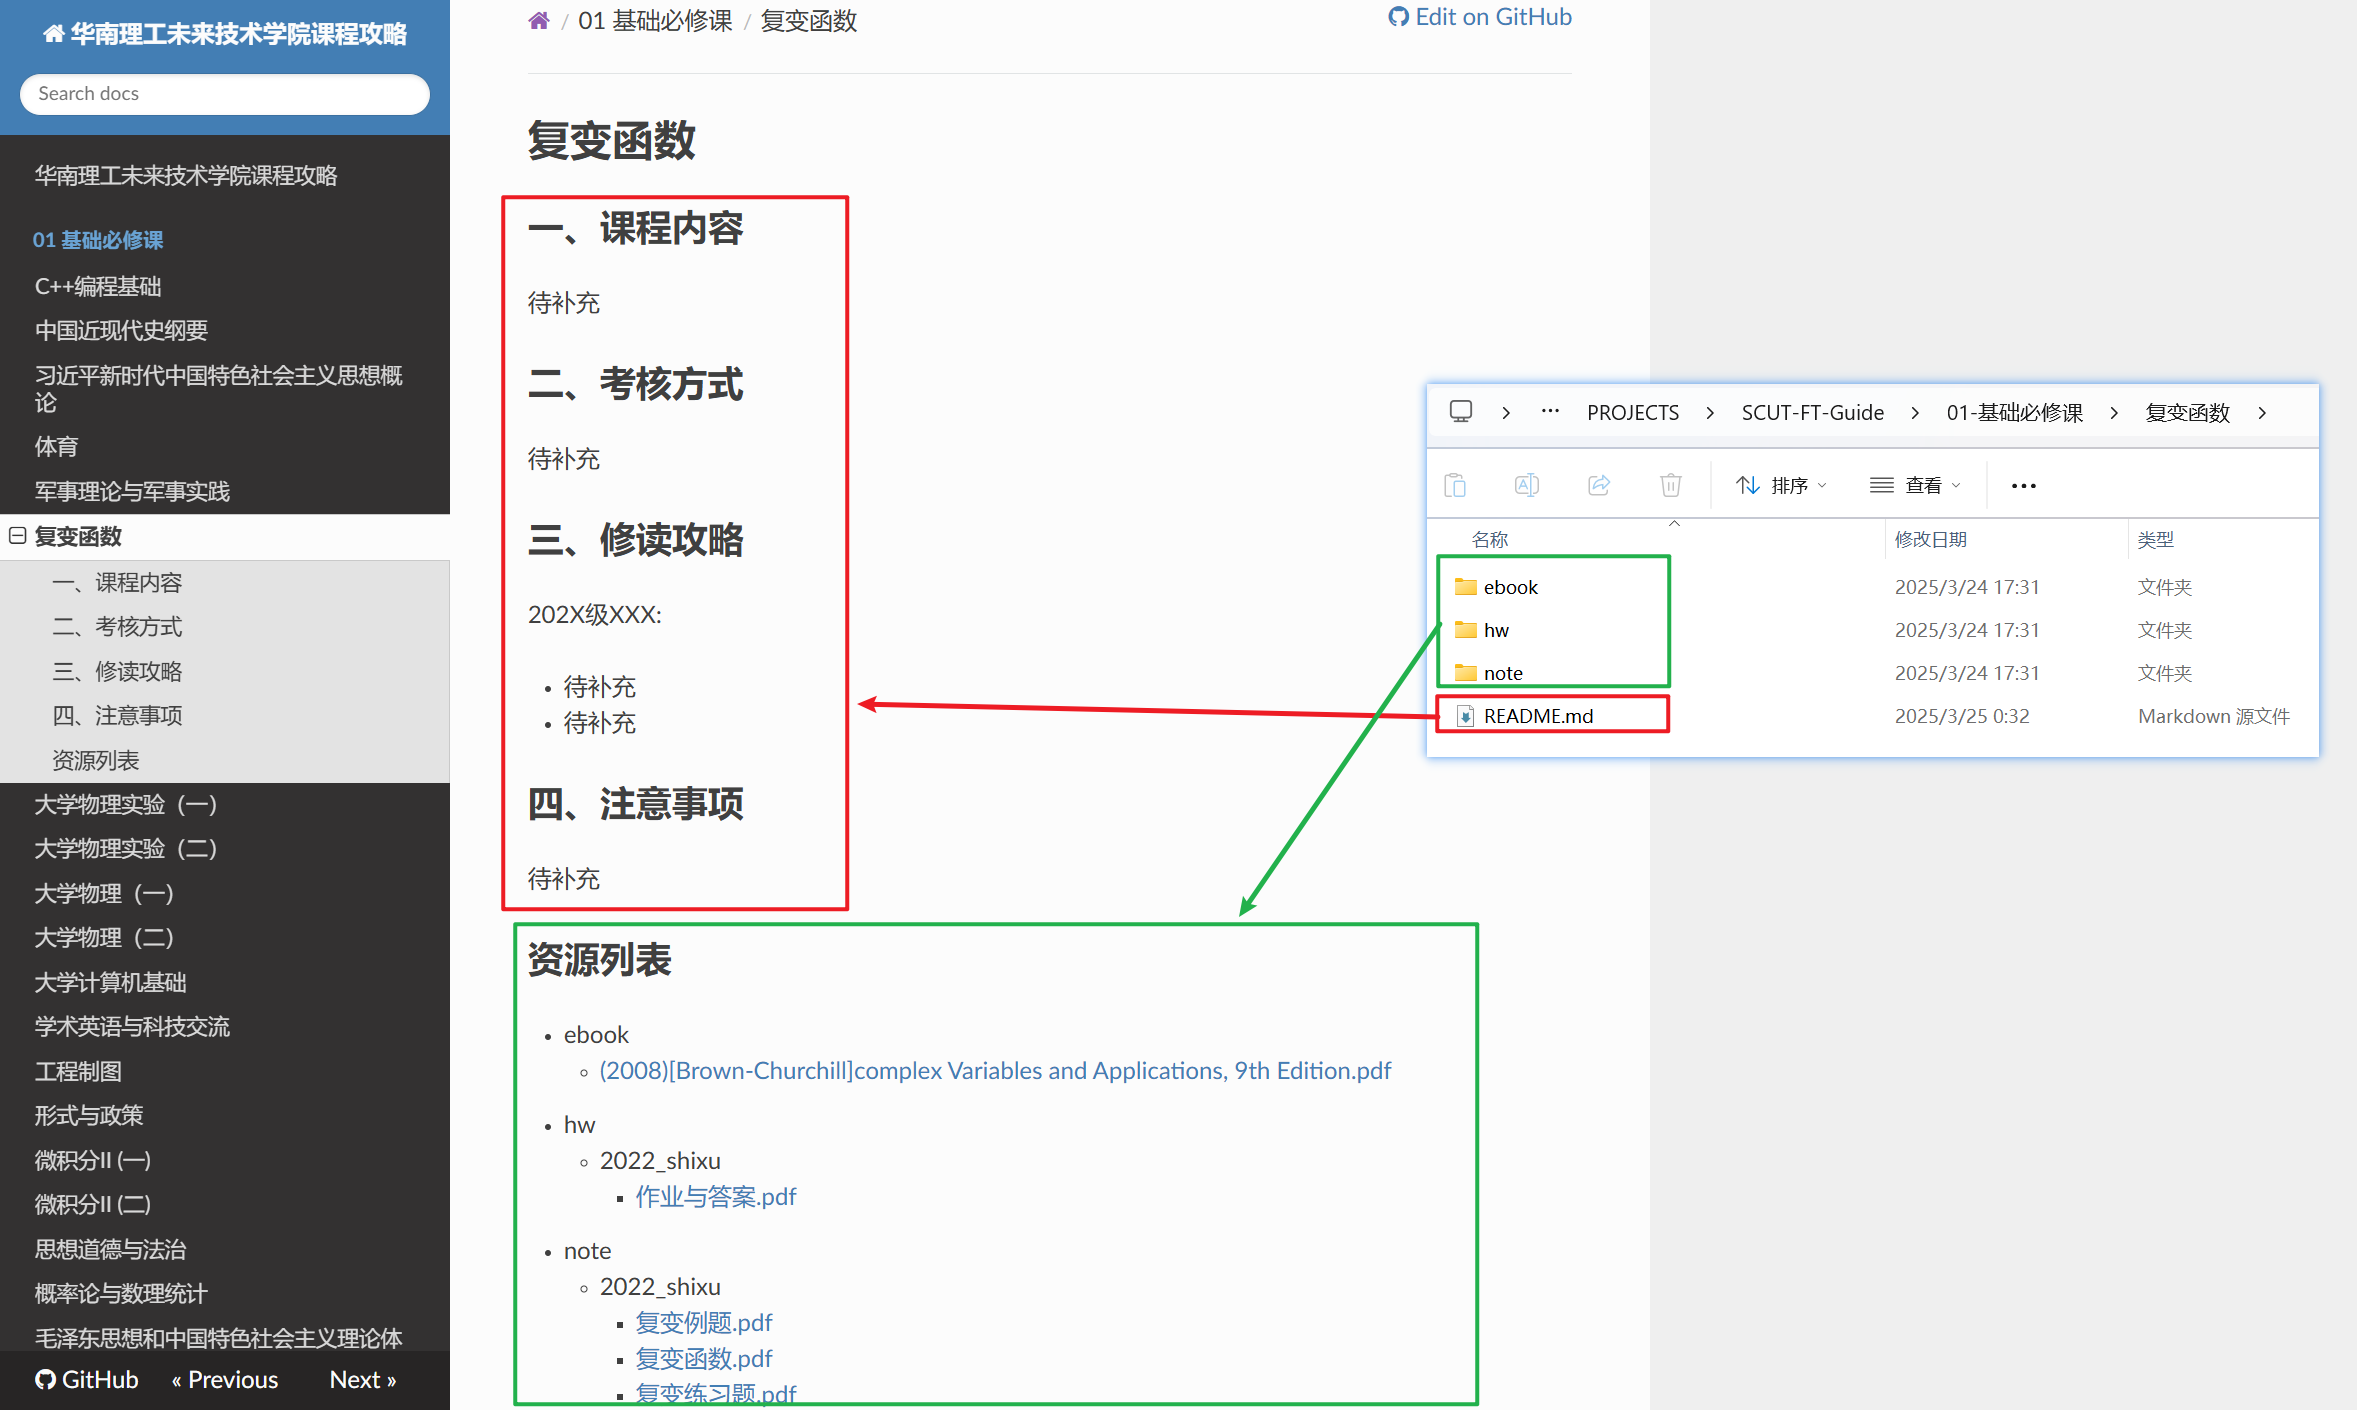 华南理工未来技术学院课程攻略
Search docs
华南理工未来技术学院课程攻略
01 基础必修课
C++编程基础
中国近现代史纲要
习近平新时代中国特色社会主义思想概
论
体育
军事理论与军事实践
复变函数
一、课程内容
二、考核方式
三、修读攻略
四、注意事项
资源列表
大学物理实验（一）
大学物理实验（二）
大学物理（一）
大学物理（二）
大学计算机基础
学术英语与科技交流
工程制图
形式与政策
微积分II (一)
微积分II (二)
思想道德与法治
概率论与数理统计
毛泽东思想和中国特色社会主义理论体
GitHub « Previous Next »
/ 01 基础必修课 / 复变函数
Edit on GitHub
复变函数
一、课程内容
待补充
二、考核方式
待补充
三、修读攻略
202X级XXX:
• 待补充
• 待补充
四、注意事项
待补充
资源列表
• ebook
◦ (2008)[Brown-Churchill]complex Variables and Applications, 9th Edition.pdf
• hw
◦ 2022_shixu
▪ 作业与答案.pdf
• note
◦ 2022_shixu
▪ 复变例题.pdf
▪ 复变函数.pdf
▪ 复变练习题.pdf
> ··· PROJECTS > SCUT-FT-Guide > 01-基础必修课 > 复变函数 >
排序 查看 ···
名称 修改日期 类型
ebook 2025/3/24 17:31 文件夹
hw 2025/3/24 17:31 文件夹
note 2025/3/24 17:31 文件夹
README.md 2025/3/25 0:32 Markdown 源文件